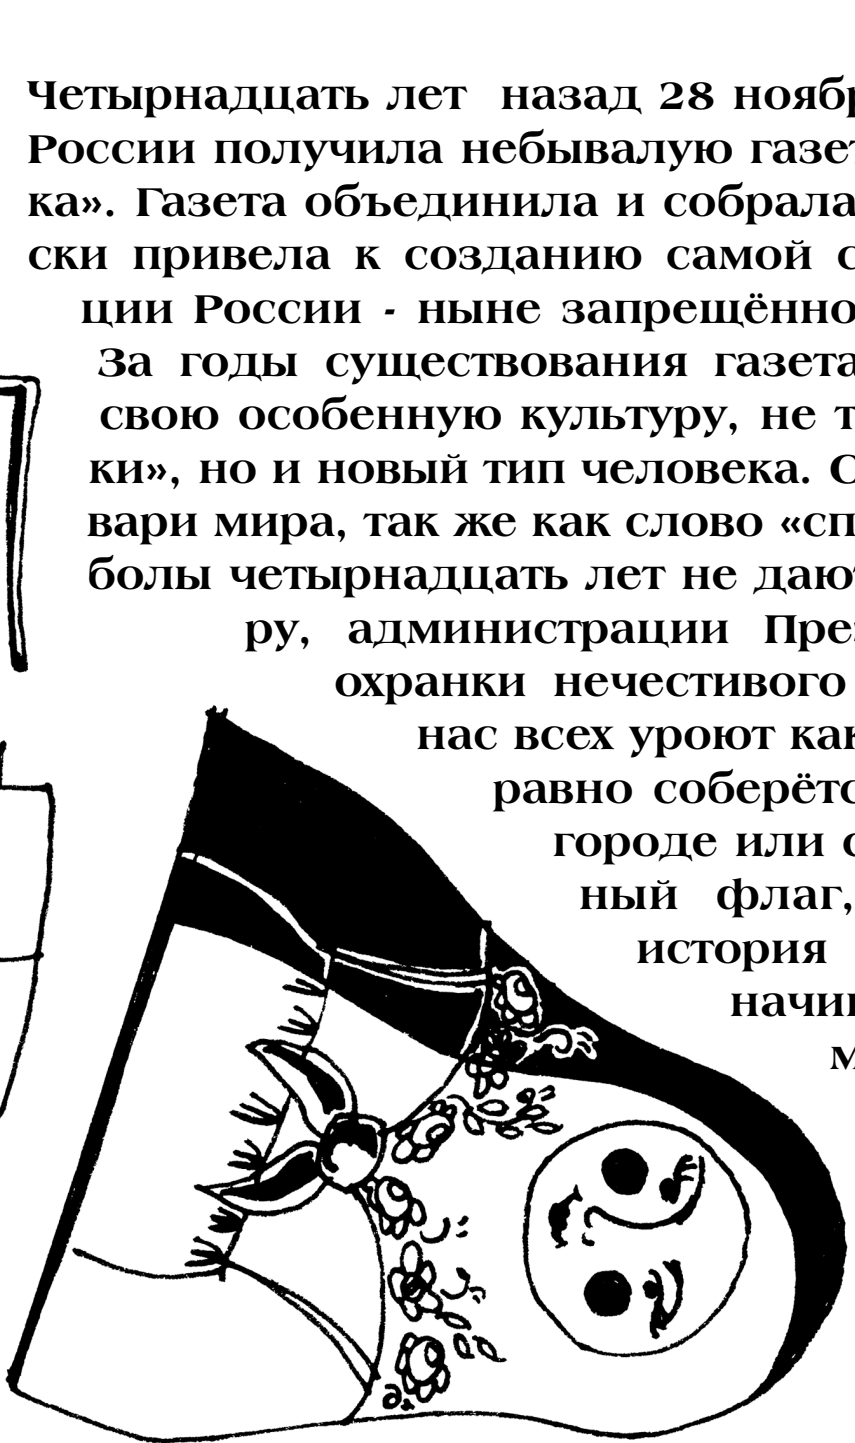 Четырнадцать лет назад 28 ноябр
России получила небывалую газет
ка». Газета объединила и собрала
ски привела к созданию самой с
ции России - ныне запрещённо
За годы существования газета
свою особенную культуру, не т
ки», но и новый тип человека. С
вари мира, так же как слово «сп
болы четырнадцать лет не дают
ру, администрации През
охранки нечестивого
нас всех уроют как
равно соберётс
городе или с
ный флаг,
история
начин
м